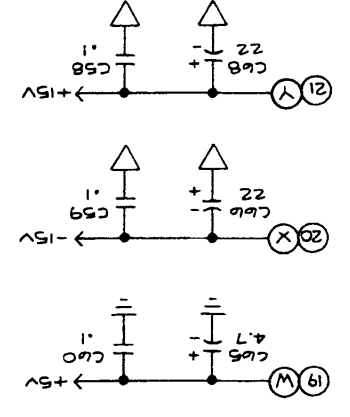 19 W +5V
C65 + C60
4.7 - .1
20 X -15V
C66 - C59
22 + .1
21 Y +15V
C68 + C58
22 - .1